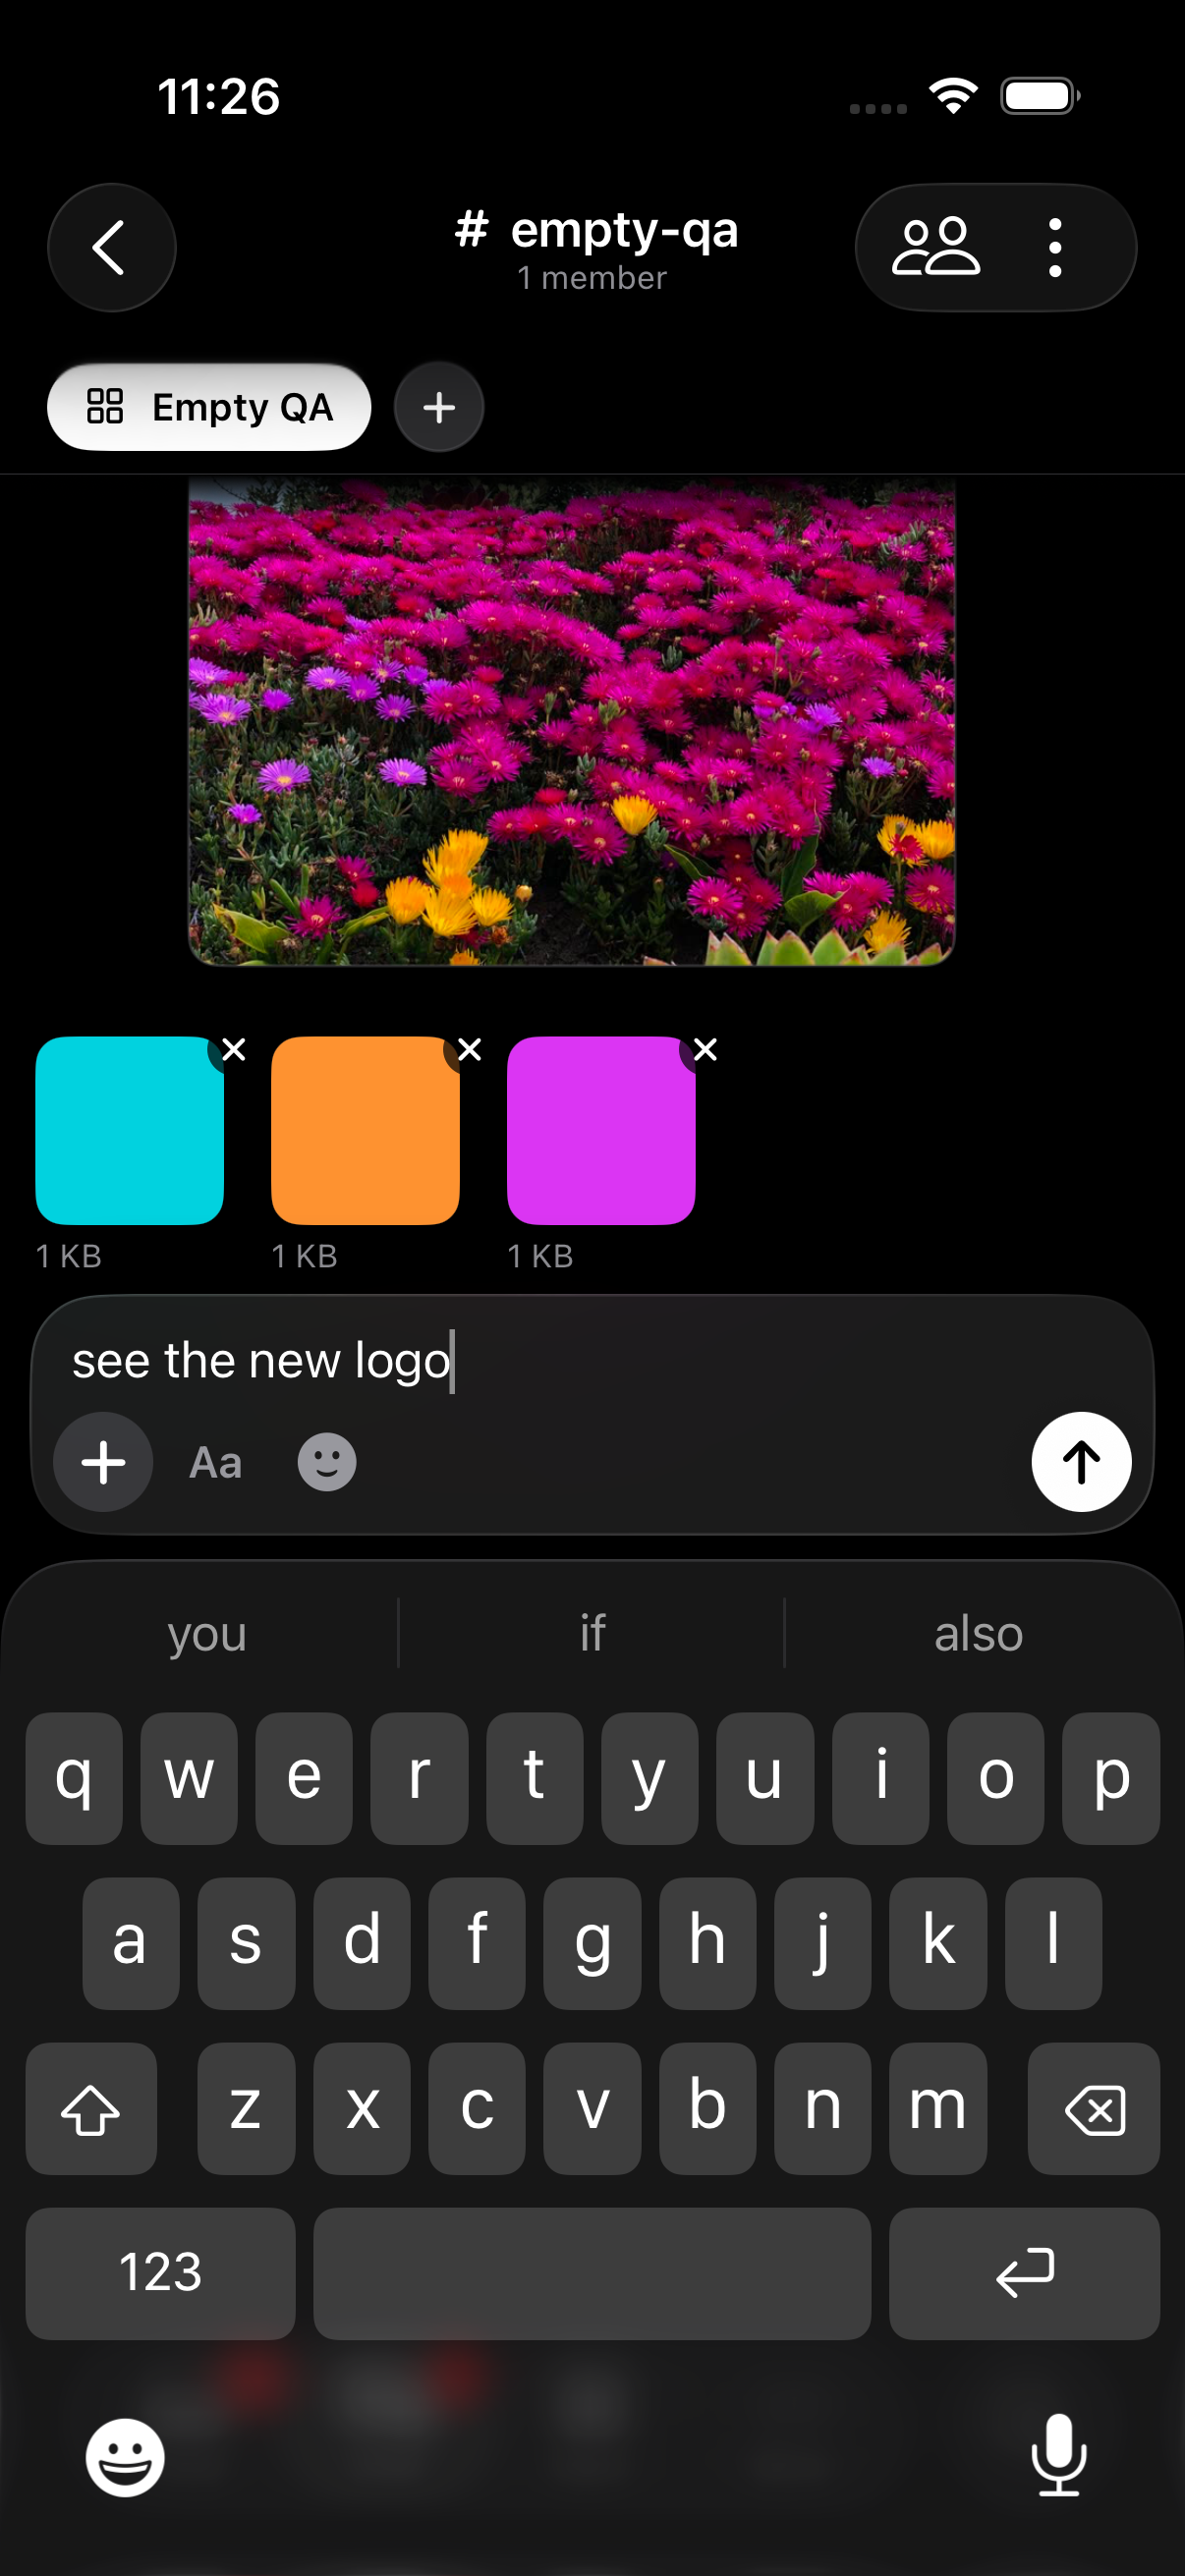 11:26
# empty-qa
1 member
Empty QA
1 KB 1 KB 1 KB
see the new logo
Aa
you if also
q w e r t y u i o p
a s d f g h j k l
z x c v b n m
123